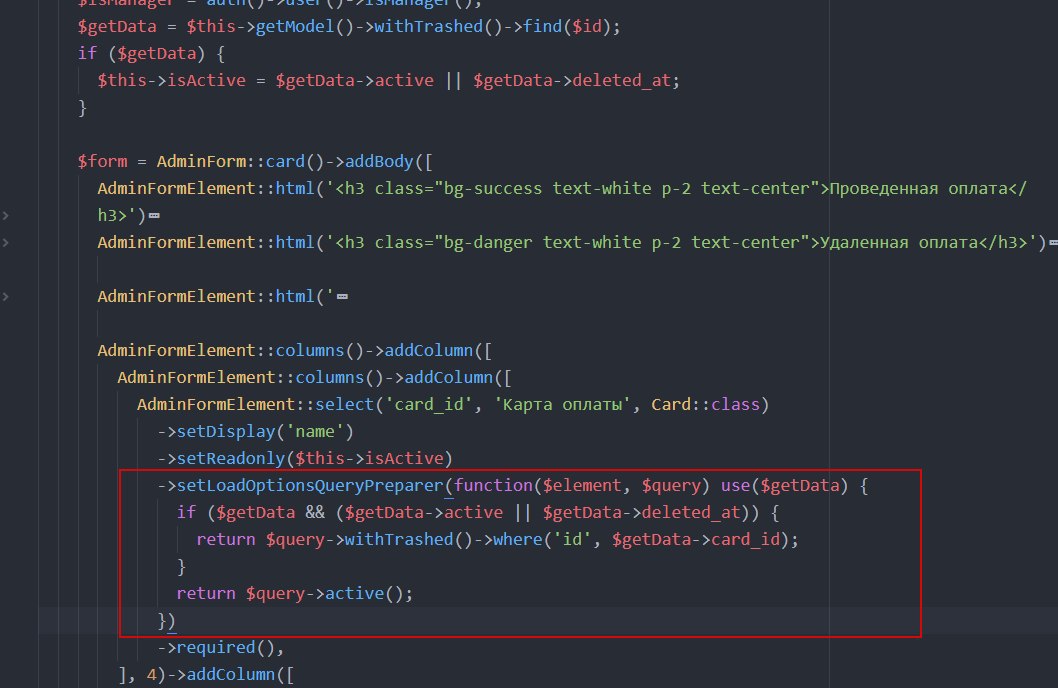 $isManager = auth()->user()->isManager();
$getData = $this->getModel()->withTrashed()->find($id);
if ($getData) {
$this->isActive = $getData->active || $getData->deleted_at;
}
$form = AdminForm::card()->addBody([
AdminFormElement::html('<h3 class="bg-success text-white p-2 text-center">Проведенная оплата</
h3>')
AdminFormElement::html('<h3 class="bg-danger text-white p-2 text-center">Удаленная оплата</h3>')
AdminFormElement::html('
AdminFormElement::columns()->addColumn([
AdminFormElement::columns()->addColumn([
AdminFormElement::select('card_id', 'Карта оплаты', Card::class)
->setDisplay('name')
->setReadonly($this->isActive)
->setLoadOptionsQueryPreparer(function($element, $query) use($getData) {
if ($getData && ($getData->active || $getData->deleted_at)) {
return $query->withTrashed()->where('id', $getData->card_id);
}
return $query->active();
})
->required(),
], 4)->addColumn([